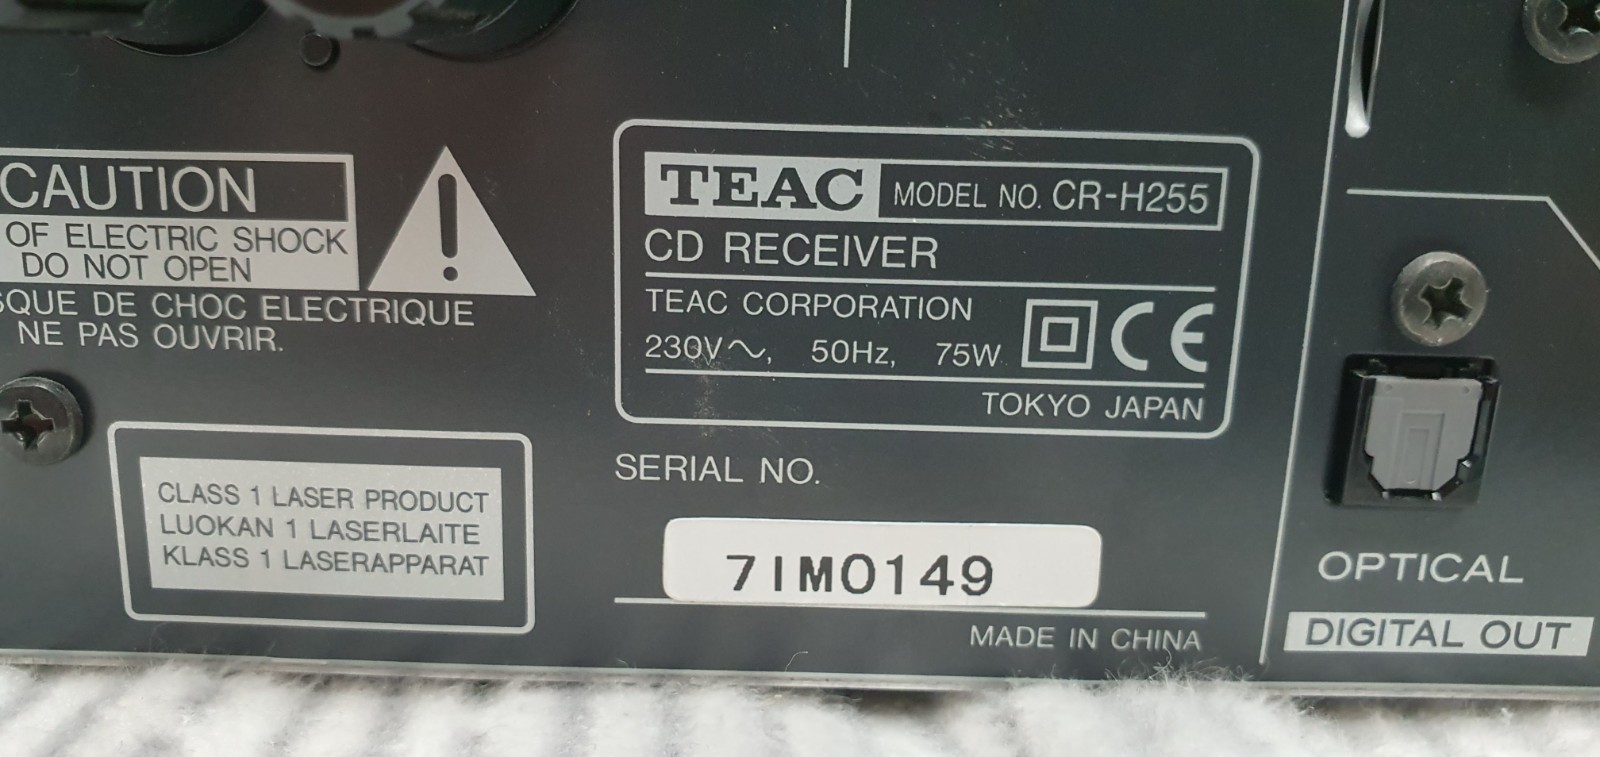 CAUTION
OF ELECTRIC SHOCK
DO NOT OPEN
SQUE DE CHOC ELECTRIQUE
NE PAS OUVRIR.
CLASS 1 LASER PRODUCT
LUOKAN 1 LASERLAITE
KLASS 1 LASERAPPARAT
TEAC MODEL NO. CR-H255
CD RECEIVER
TEAC CORPORATION
230V~, 50Hz, 75W CE
TOKYO JAPAN
SERIAL NO.
71M0149
MADE IN CHINA
OPTICAL
DIGITAL OUT